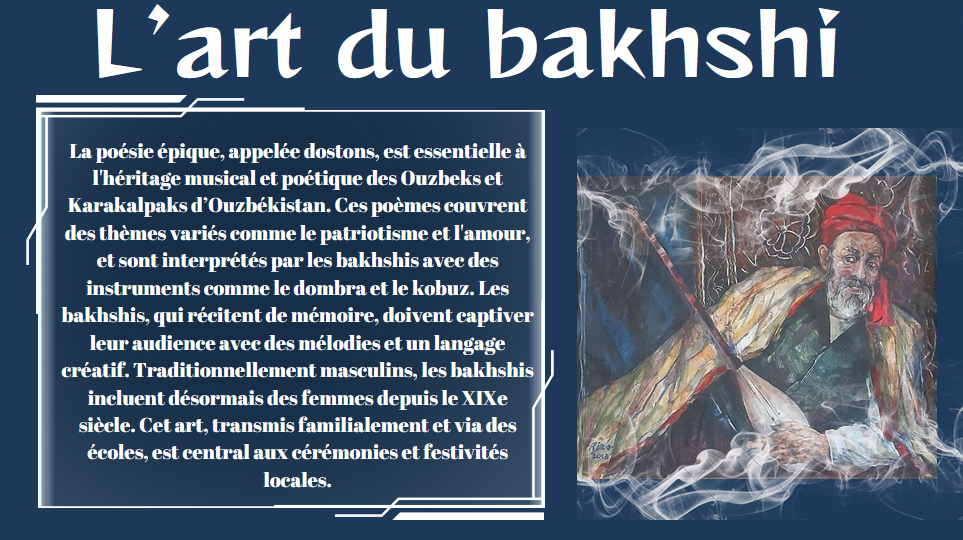 L'art du bakhshi
La poésie épique, appelée dostons, est essentielle à
l'héritage musical et poétique des Ouzbeks et
Karakalpaks d'Ouzbékistan. Ces poèmes couvrent
des thèmes variés comme le patriotisme et l'amour,
et sont interprétés par les bakhshis avec des
instruments comme le dombra et le kobuz. Les
bakhshis, qui récitent de mémoire, doivent captiver
leur audience avec des mélodies et un langage
créatif. Traditionnellement masculins, les bakhshis
incluent désormais des femmes depuis le XIXe
siècle. Cet art, transmis familialement et via des
écoles, est central aux cérémonies et festivités
locales.
2013